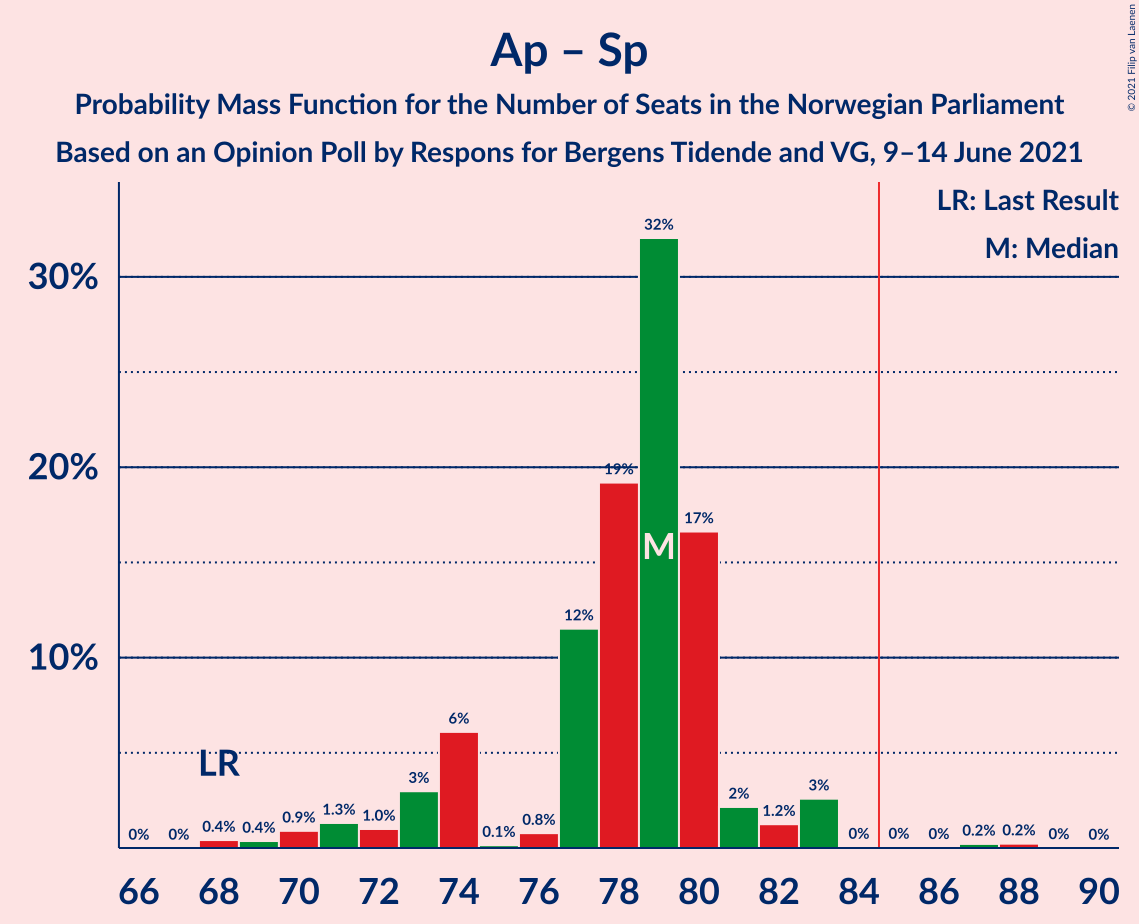 Ap – Sp
Probability Mass Function for the Number of Seats in the Norwegian Parliament
Based on an Opinion Poll by Respons for Bergens Tidende and VG, 9–14 June 2021
© 2021 Filip van Laenen
LR: Last Result
M: Median
30%
20%
10%
0% 0% 0.4% 0.4% 0.9% 1.3% 1.0% 3% 6% 0.1% 0.8% 12% 19% 32% 17% 2% 1.2% 3% 0% 0% 0% 0.2% 0.2% 0% 0%
LR
M
66 68 70 72 74 76 78 80 82 84 86 88 90